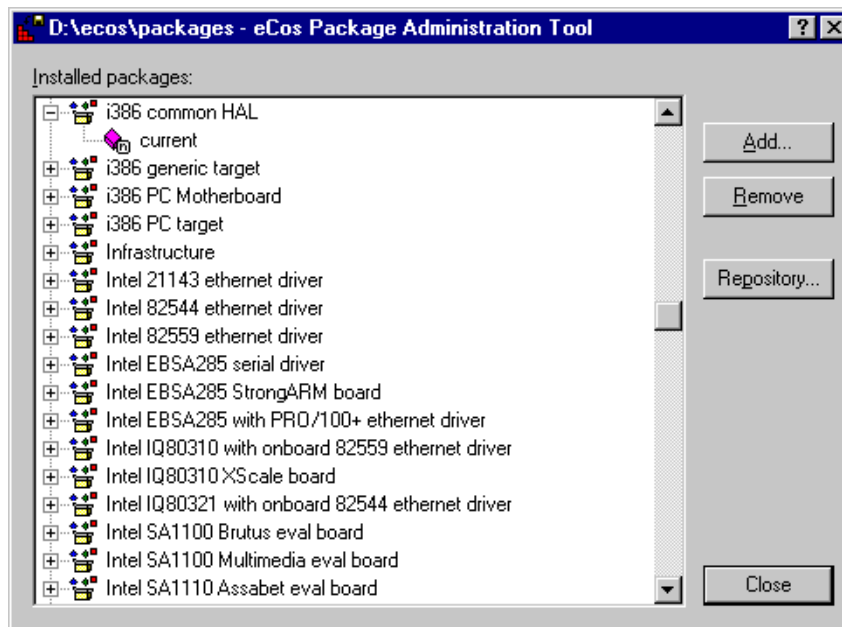 D:\ecos\packages - eCos Package Administration Tool
Installed packages:
i386 common HAL
current
i386 generic target
i386 PC Motherboard
i386 PC target
Infrastructure
Intel 21143 ethernet driver
Intel 82544 ethernet driver
Intel 82559 ethernet driver
Intel EBSA285 serial driver
Intel EBSA285 StrongARM board
Intel EBSA285 with PRO/100+ ethernet driver
Intel IQ80310 with onboard 82559 ethernet driver
Intel IQ80310 XScale board
Intel IQ80321 with onboard 82544 ethernet driver
Intel SA1100 Brutus eval board
Intel SA1100 Multimedia eval board
Intel SA1110 Assabet eval board
Add...
Remove
Repository...
Close